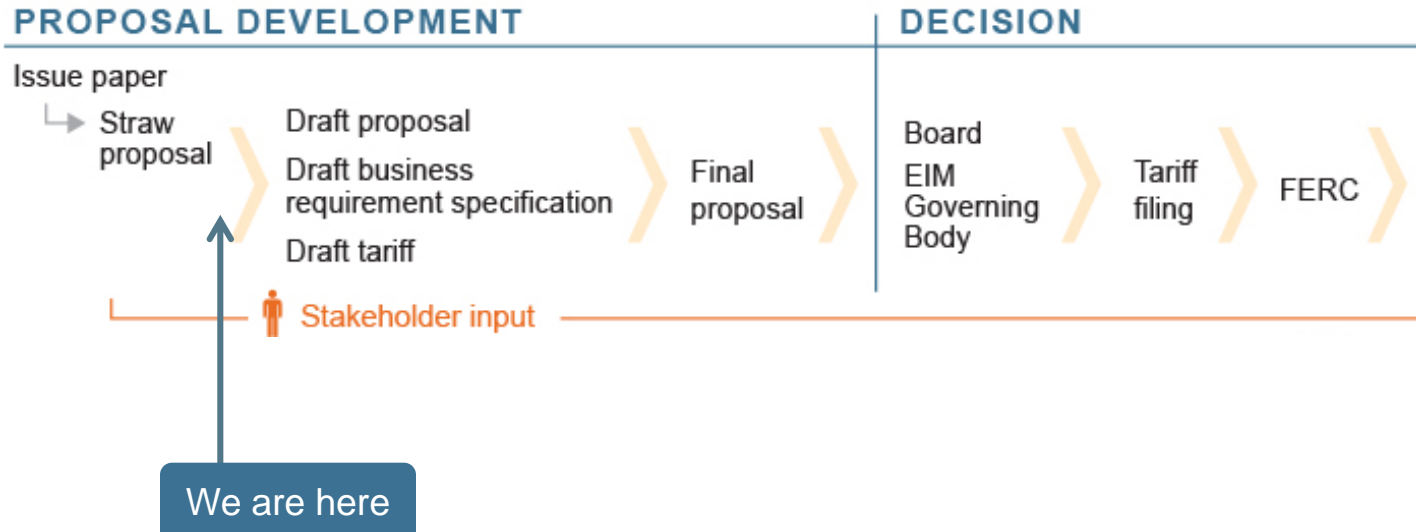 PROPOSAL DEVELOPMENT
DECISION
Issue paper
Straw
proposal
Draft proposal
Draft business
requirement specification
Draft tariff
Final
proposal
Board
EIM
Governing
Body
Tariff
filing
FERC
Stakeholder input
We are here